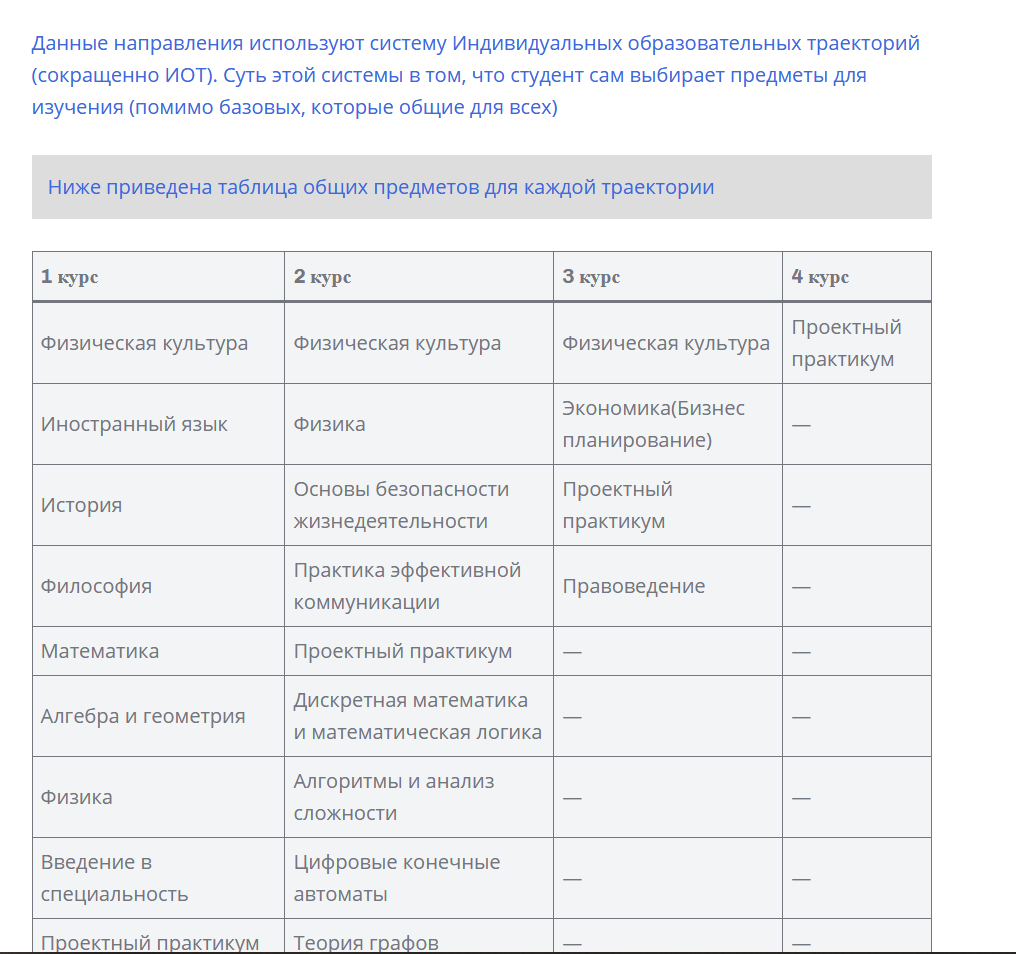 Данные направления используют систему Индивидуальных образовательных траекторий
(сокращенно ИОТ). Суть этой системы в том, что студент сам выбирает предметы для
изучения (помимо базовых, которые общие для всех)
Ниже приведена таблица общих предметов для каждой траектории
1 курс 2 курс 3 курс 4 курс
Физическая культура Физическая культура Физическая культура Проектный
практикум
Иностранный язык Физика Экономика(Бизнес
планирование) —
История Основы безопасности
жизнедеятельности Проектный
практикум —
Философия Практика эффективной
коммуникации Правоведение —
Математика Проектный практикум — —
Алгебра и геометрия Дискретная математика
и математическая логика — —
Физика Алгоритмы и анализ
сложности — —
Введение в
специальность Цифровые конечные
автоматы — —
Проектный практикум Теория графов — —